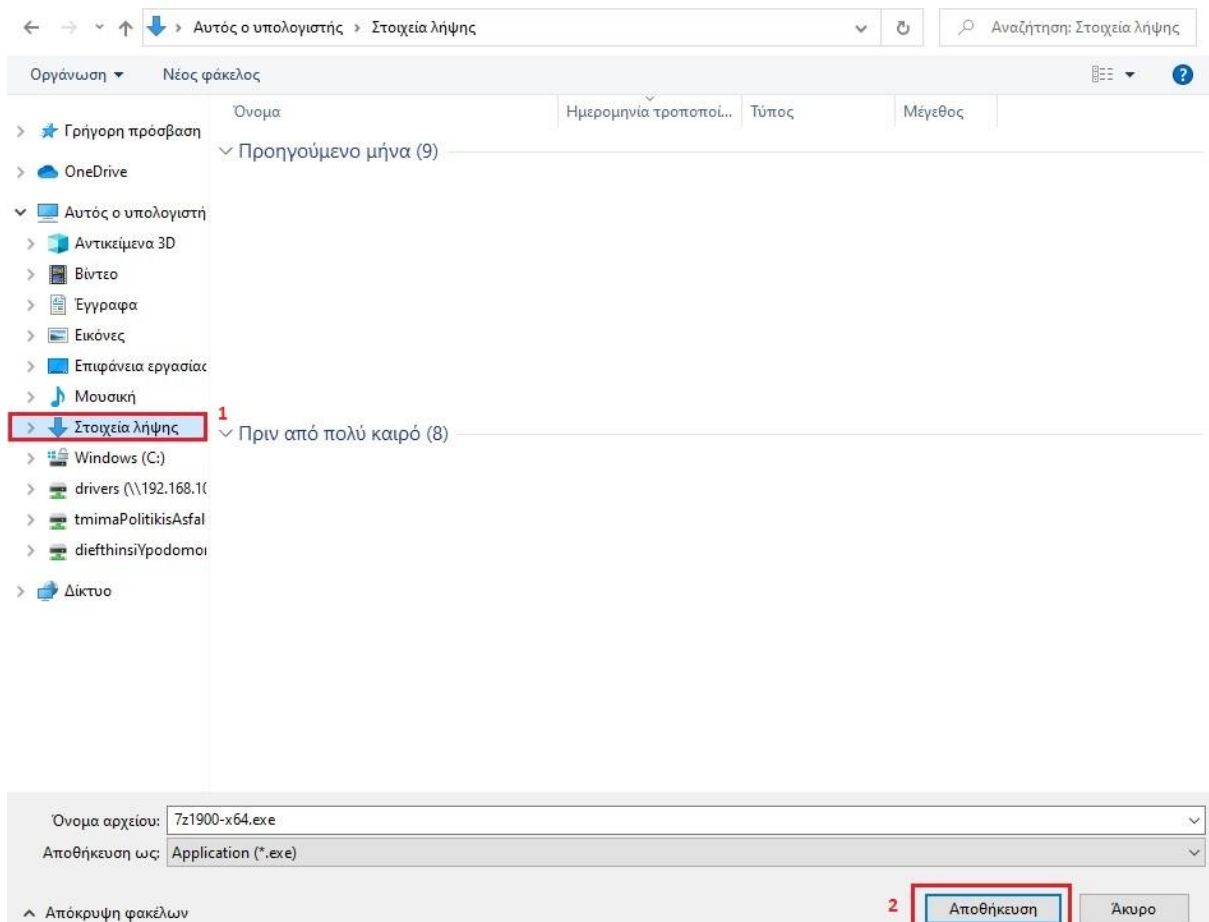 Αυτός ο υπολογιστής › Στοιχεία λήψης
Αναζήτηση: Στοιχεία λήψης
Οργάνωση
Νέος φάκελος
Όνομα
Ημερομηνία τροποποί...
Τύπος
Μέγεθος
Γρήγορη πρόσβαση
OneDrive
Αυτός ο υπολογιστή
Αντικείμενα 3D
Βίντεο
Έγγραφα
Εικόνες
Επιφάνεια εργασίας
Μουσική
Στοιχεία λήψης
1
Windows (C:)
drivers (\\192.168.10
tmimaPolitikisAsfal
diefthinsiYpodomon
Δίκτυο
Προηγούμενο μήνα (9)
Πριν από πολύ καιρό (8)
Όνομα αρχείου: 7z1900-x64.exe
Αποθήκευση ως: Application (*.exe)
Απόκρυψη φακέλων
2
Αποθήκευση
Άκυρο